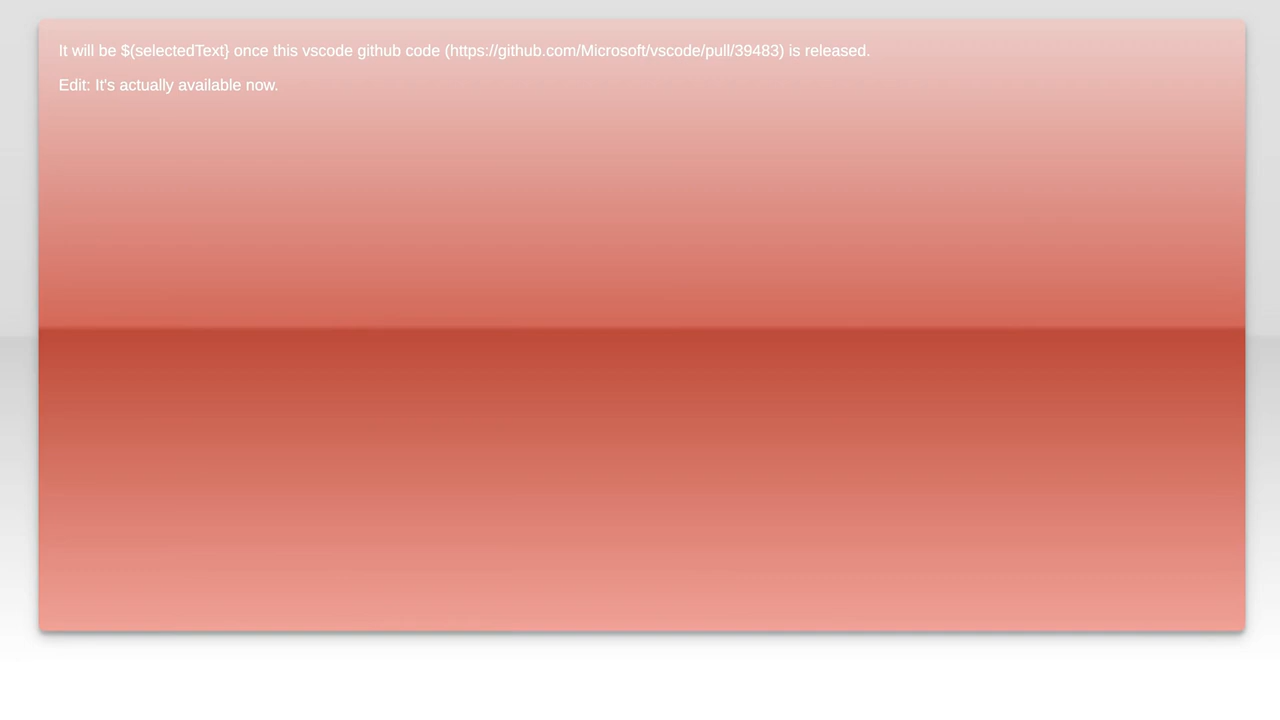 It will be $(selectedText} once this vscode github code (https://github.com/Microsoft/vscode/pull/39483) is released.
Edit: It's actually available now.